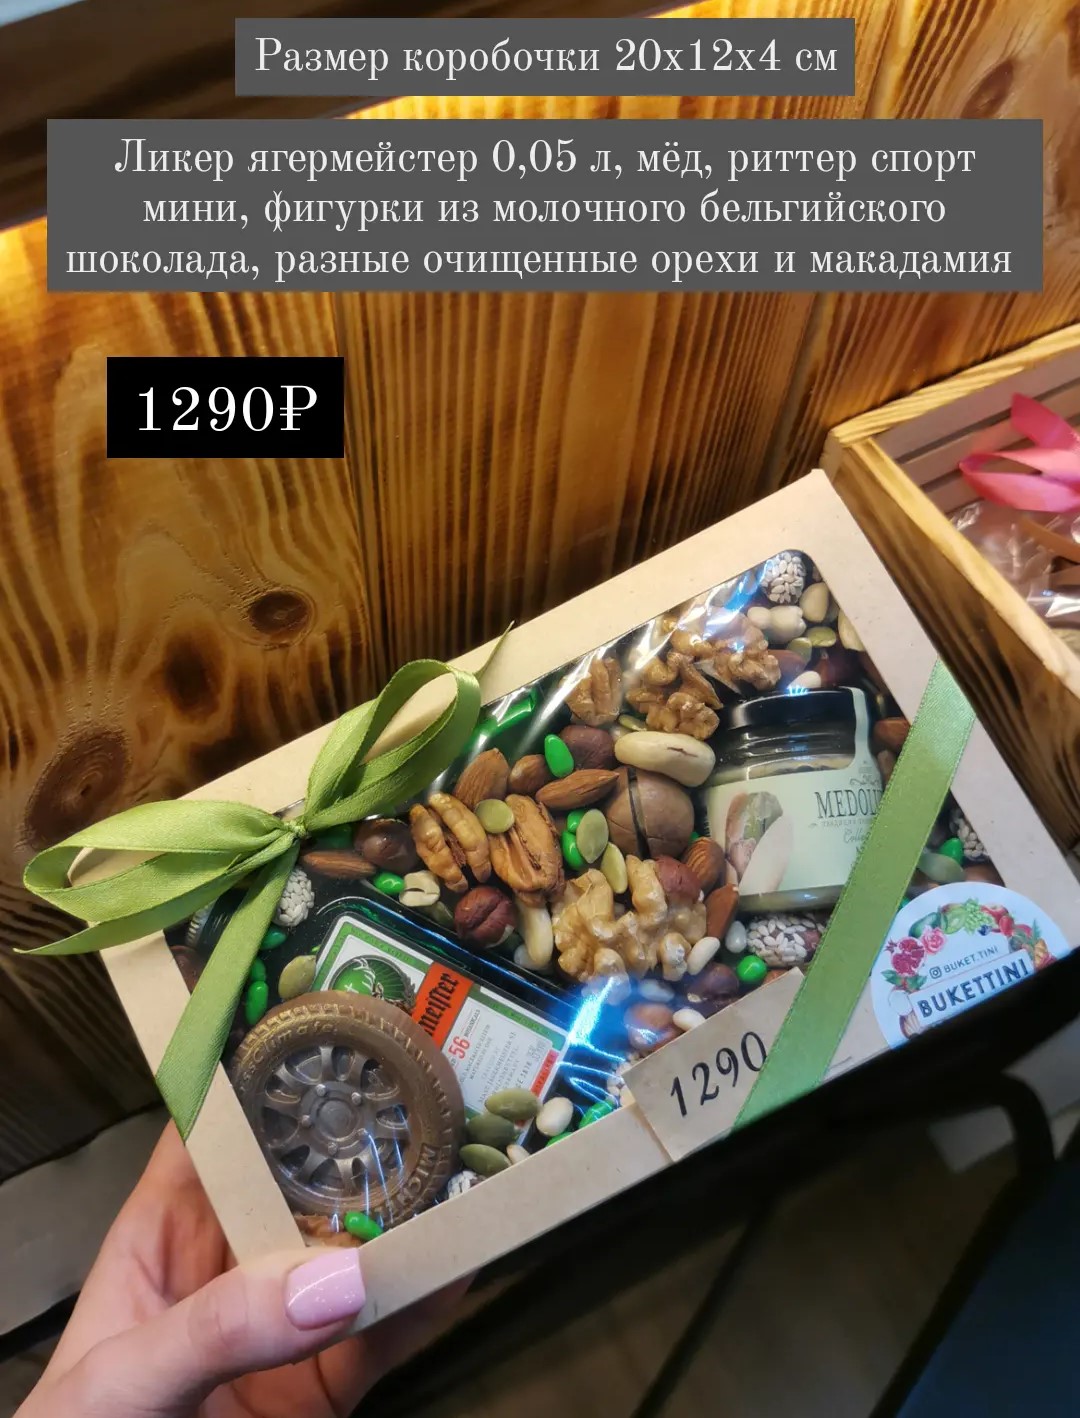 Размер коробочки 20х12х4 см
Ликер ягермейстер 0,05 л, мёд, риттер спорт
мини, фигурки из молочного бельгийского
шоколада, разные очищенные орехи и макадамия
1290₽
56
BUKET.TINI
BUKETTINI
1290